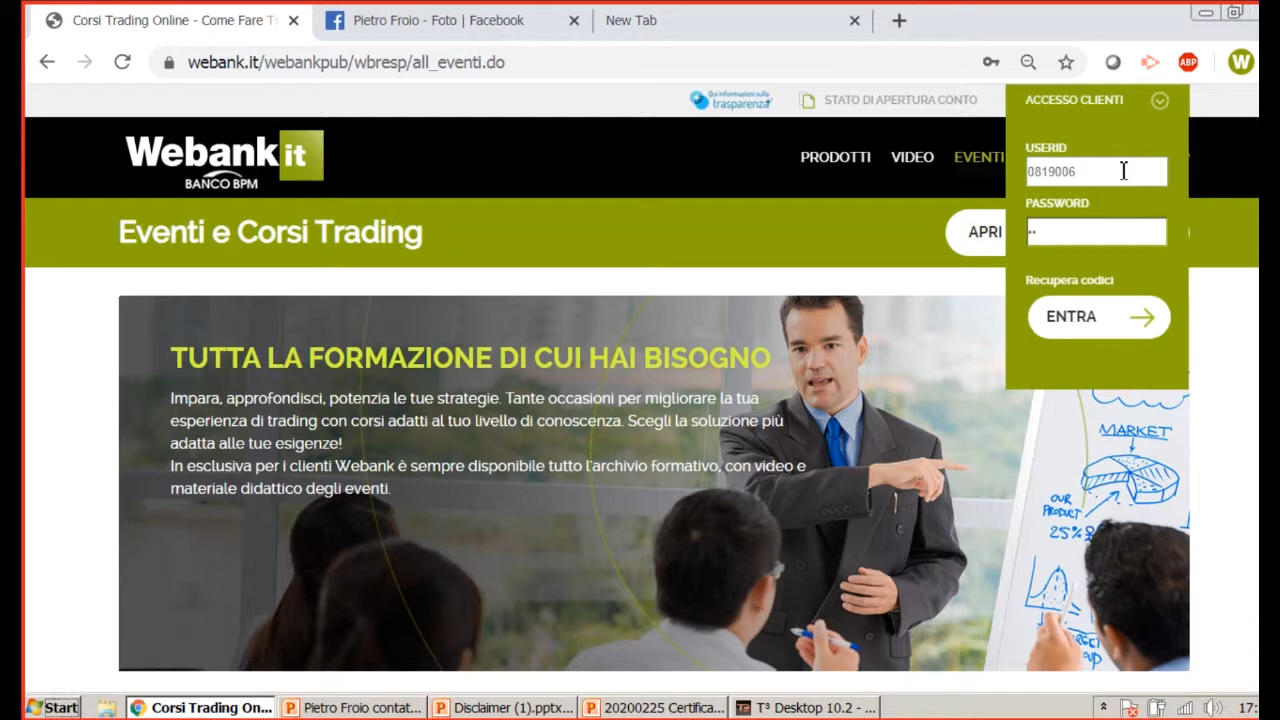 Corsi Trading Online - Come Fare T
Pietro Froio - Foto | Facebook
New Tab
webank.it/webankpub/wbresp/all_eventi.do
ABP
W
Qui informazioni sulla
trasparenza
STATO DI APERTURA CONTO
ACCESSO CLIENTI
Webank it
BANCO BPM
PRODOTTI
VIDEO
EVENTI
USERID
0819006
PASSWORD
••
Eventi e Corsi Trading
APRI
Recupera codici
ENTRA
TUTTA LA FORMAZIONE DI CUI HAI BISOGNO
Impara, approfondisci, potenzia le tue strategie. Tante occasioni per migliorare la tua
esperienza di trading con corsi adatti al tuo livello di conoscenza. Scegli la soluzione più
adatta alle tue esigenze!
In esclusiva per i clienti Webank è sempre disponibile tutto l'archivio formativo, con video e
materiale didattico degli eventi.
MARKET
OUR
PRODUCT
25%
Start
Corsi Trading On...
Pietro Froio contat...
Disclaimer (1).pptx...
20200225 Certifica...
T³ Desktop 10.2 - ...
17: